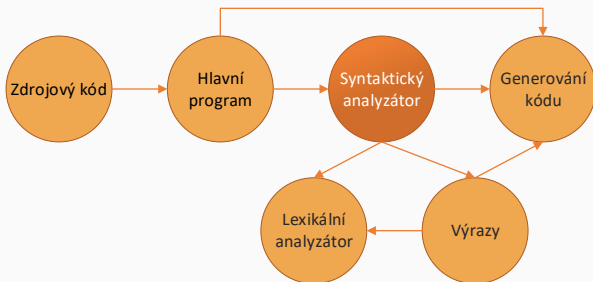 Zdrojový kód
Hlavní
program
Syntaktický
analyzátor
Generování
kódu
Lexikální
analyzátor
Výrazy